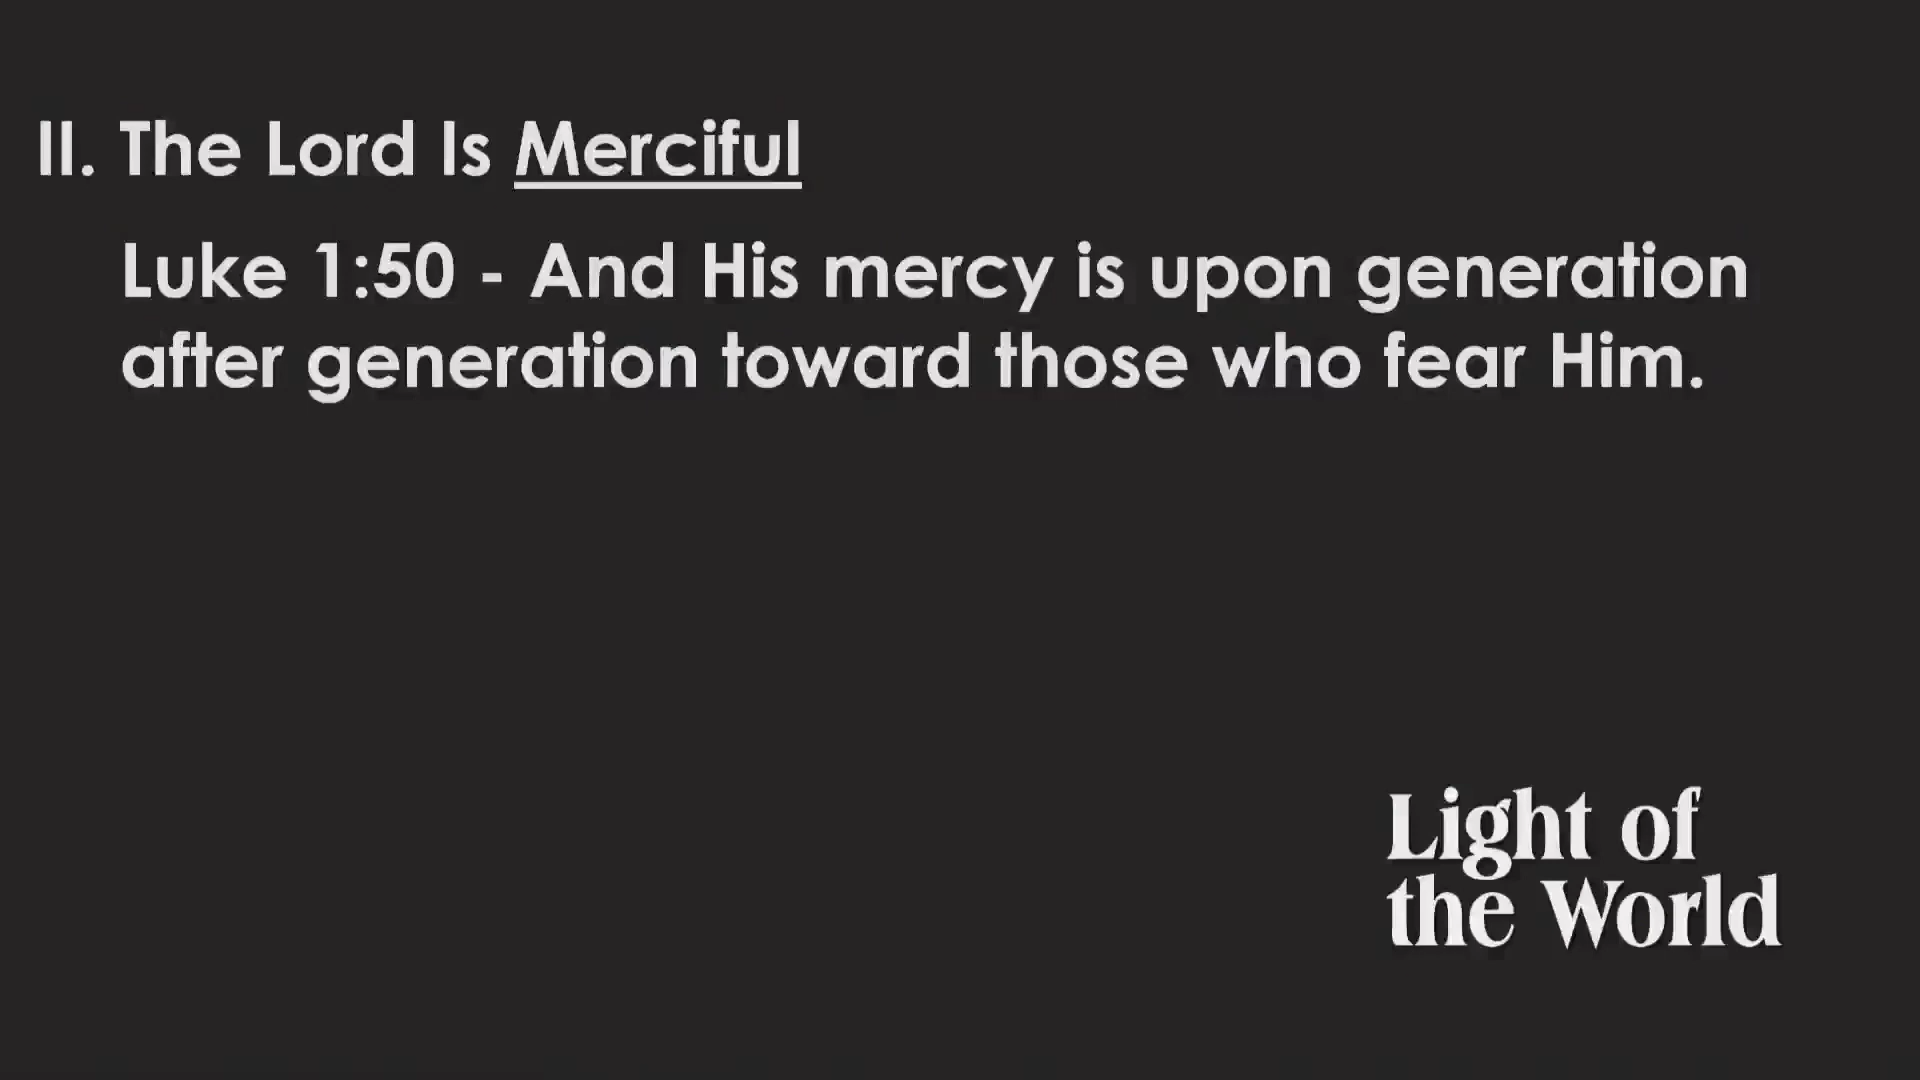 II. The Lord Is Merciful
Luke 1:50 - And His mercy is upon generation
after generation toward those who fear Him.
Light of
the World